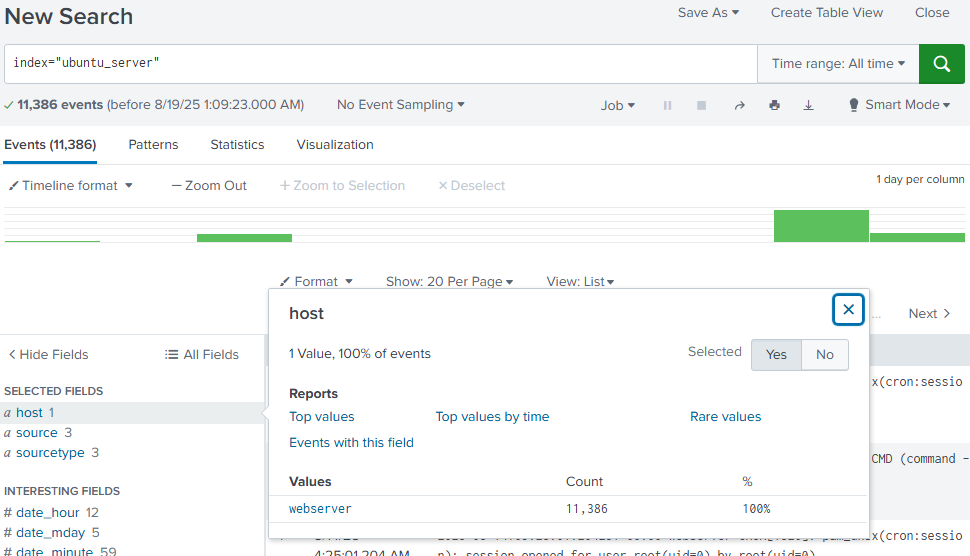 New Search
Save As ▾ Create Table View Close
index="ubuntu_server"
Time range: All time ▾
✓ 11,386 events (before 8/19/25 1:09:23.000 AM) No Event Sampling ▾ Job ▾ Smart Mode ▾
Events (11,386) Patterns Statistics Visualization
Timeline format ▾ — Zoom Out + Zoom to Selection × Deselect 1 day per column
Format ▾ Show: 20 Per Page ▾ View: List ▾
host
... Next >
1 Value, 100% of events Selected Yes No
< Hide Fields All Fields
Reports
SELECTED FIELDS
x(cron:sessio
Top values Top values by time Rare values
a host 1
a source 3
Events with this field
a sourcetype 3
CMD (command -
Values Count %
INTERESTING FIELDS
webserver 11,386 100%
# date_hour 12
# date_mday 5
(cron:sessio
# date_minute 59
4:25:01.204 AM n): session opened for user root(uid=0) by root(uid=0)